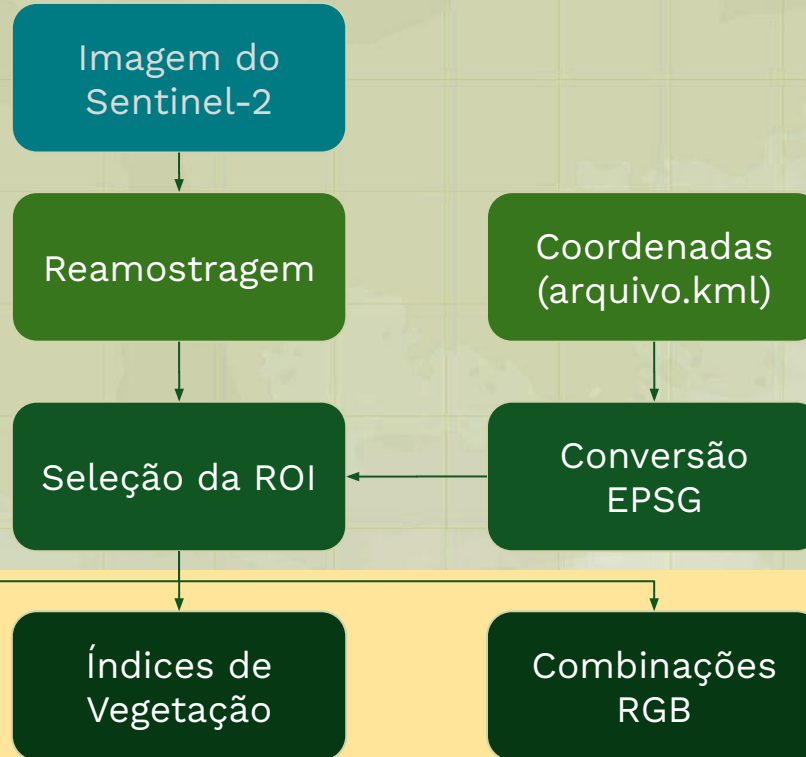 Imagem do
Sentinel-2
Reamostragem
Coordenadas
(arquivo.kml)
Seleção da ROI
Conversão
EPSG
Índices de
Vegetação
Combinações
RGB